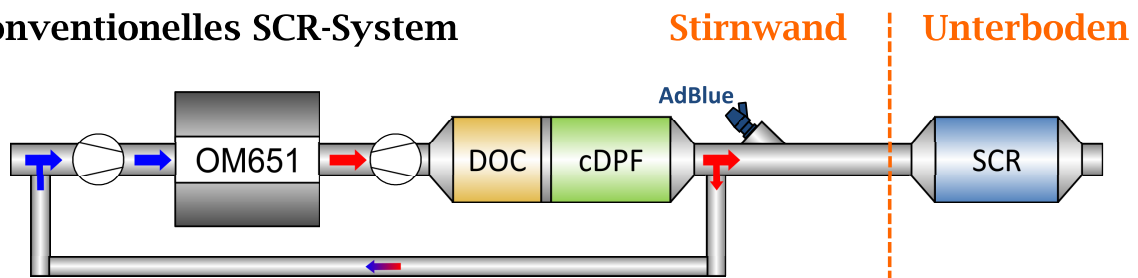 onventionelles SCR-System
Stirnwand
Unterboden
AdBlue
OM651
DOC
cDPF
SCR